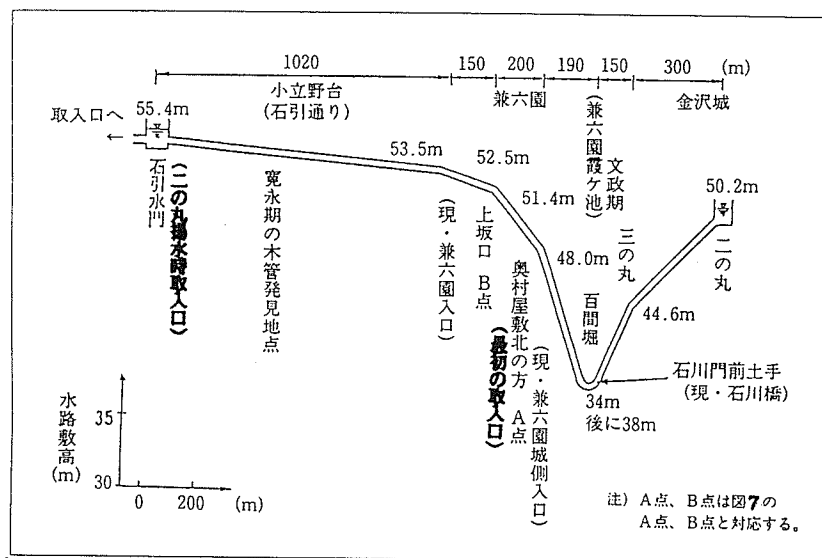 1020
150
200
190
150
300
(m)
小立野台
(石引通り)
兼六園
金沢城
取入口へ
←
55.4m
石引水門
(二の丸揚水時取入口)
寛永期の木管発見地点
53.5m
(現・兼六園入口)
52.5m
上坂口 B点
51.4m
奥村屋敷北の方 A点
(最初の取入口)
(現・兼六園城側入口)
48.0m
(兼六園霞ケ池)
文政期
三の丸
百間堀
50.2m
二の丸
44.6m
34m
後に38m
石川門前土手
(現・石川橋)
水路敷高
(m)
35
30
0
200
(m)
注) A点、B点は図7の
A点、B点と対応する。